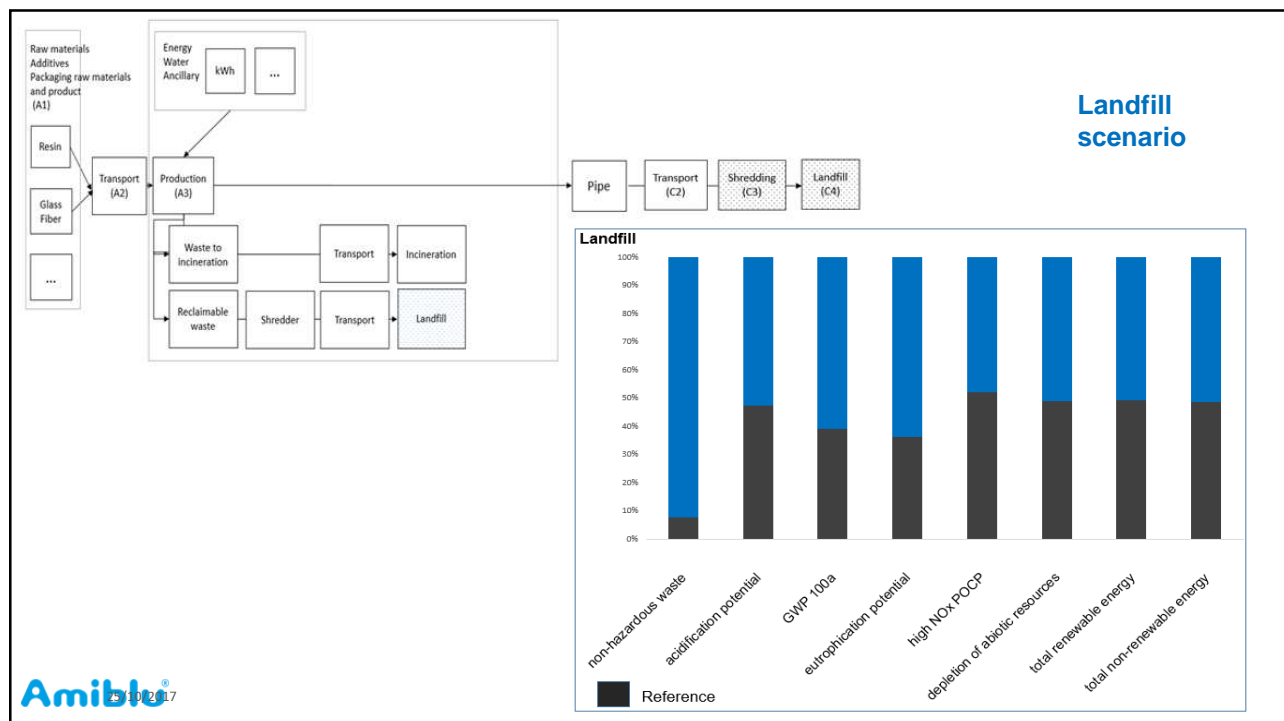 Raw materials
Additives
Packaging raw materials
and product
(A1)
Resin
Glass
Fiber
...
Transport
(A2)
Energy
Water
Ancillary
kWh
...
Production
(A3)
Waste to
incineration
Transport
Incineration
Reclaimable
waste
Shredder
Transport
Landfill
Pipe
Transport
(C2)
Shredding
(C3)
Landfill
(C4)
Landfill
scenario
Landfill
100%
90%
80%
70%
60%
50%
40%
30%
20%
10%
0%
non-hazardous waste
acidification potential
GWP 100a
eutrophication potential
high NOx POCP
depletion of abiotic resources
total renewable energy
total non-renewable energy
Reference
Amiblu®
25/10/2017